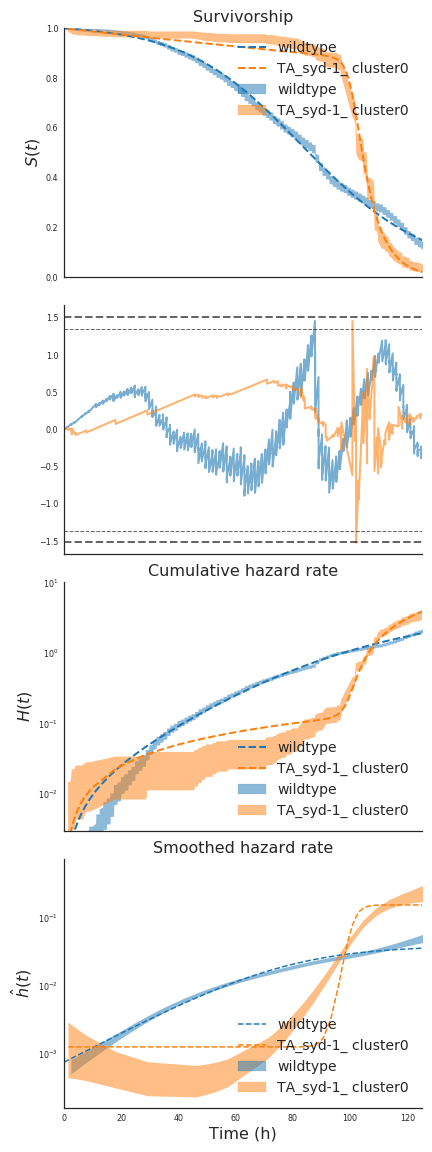 Survivorship
1.0
0.8
0.6
0.4
0.2
0.0
S(t)
wildtype
TA_syd-1_ cluster0
wildtype
TA_syd-1_ cluster0
1.5
1.0
0.5
0.0
−0.5
−1.0
−1.5
Cumulative hazard rate
10¹
10⁰
10⁻¹
10⁻²
H(t)
wildtype
TA_syd-1_ cluster0
wildtype
TA_syd-1_ cluster0
Smoothed hazard rate
10⁻¹
10⁻²
10⁻³
ĥ(t)
wildtype
TA_syd-1_ cluster0
wildtype
TA_syd-1_ cluster0
0 20 40 60 80 100 120
Time (h)